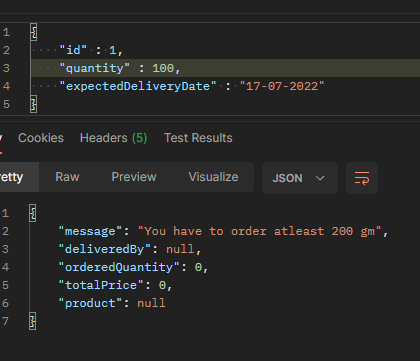 1 {
2 "id" : 1,
3 "quantity" : 100,
4 "expectedDeliveryDate" : "17-07-2022"
5 }
Cookies Headers (5) Test Results
Raw Preview Visualize JSON
1 {
2 "message": "You have to order atleast 200 gm",
3 "deliveredBy": null,
4 "orderedQuantity": 0,
5 "totalPrice": 0,
6 "product": null
7 }